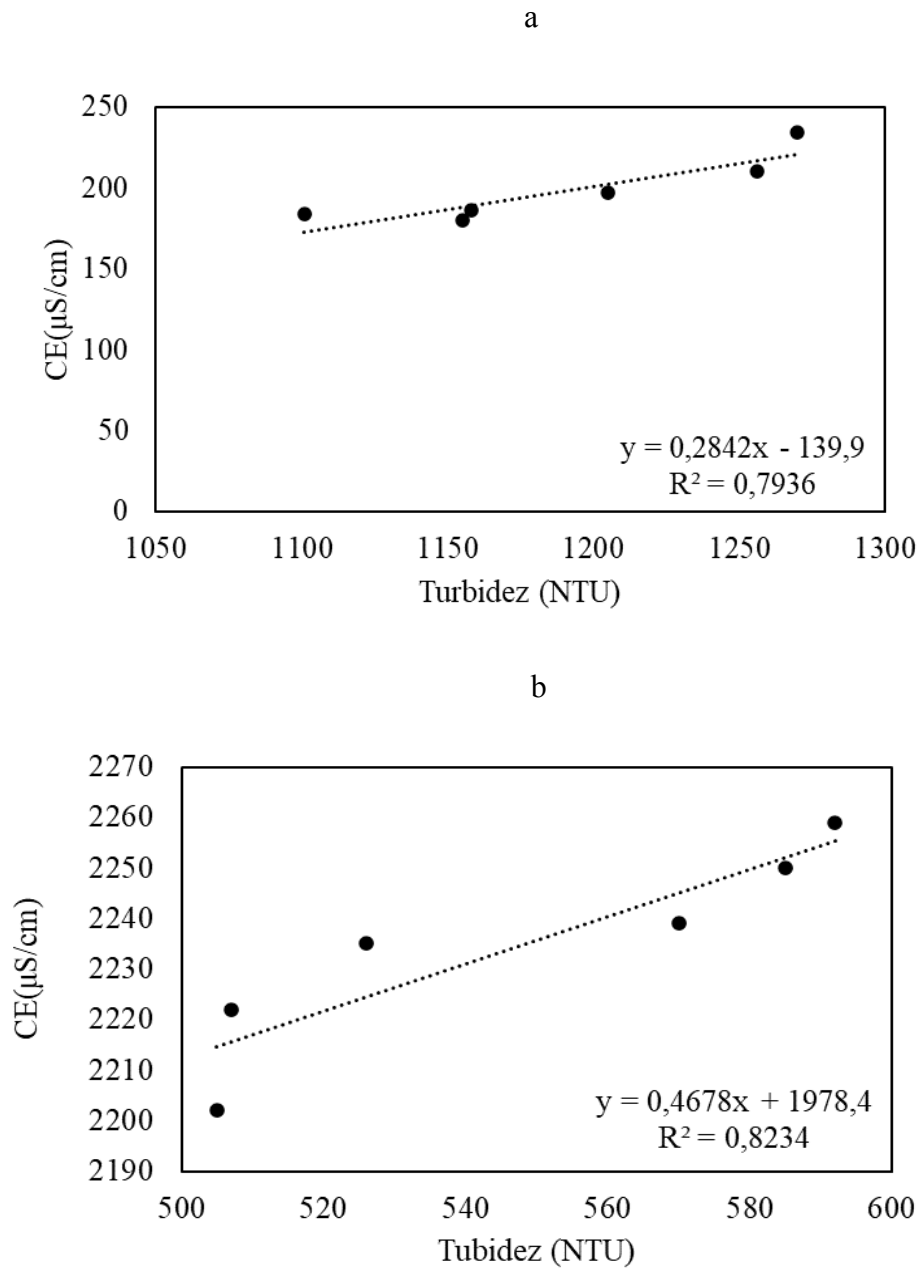 a
250
200
150
100
50
0
CE(µS/cm)
y = 0,2842x - 139,9
R² = 0,7936
1050 1100 1150 1200 1250 1300
Turbidez (NTU)
b
2270
2260
2250
2240
2230
2220
2210
2200
2190
CE(µS/cm)
y = 0,4678x + 1978,4
R² = 0,8234
500 520 540 560 580 600
Tubidez (NTU)